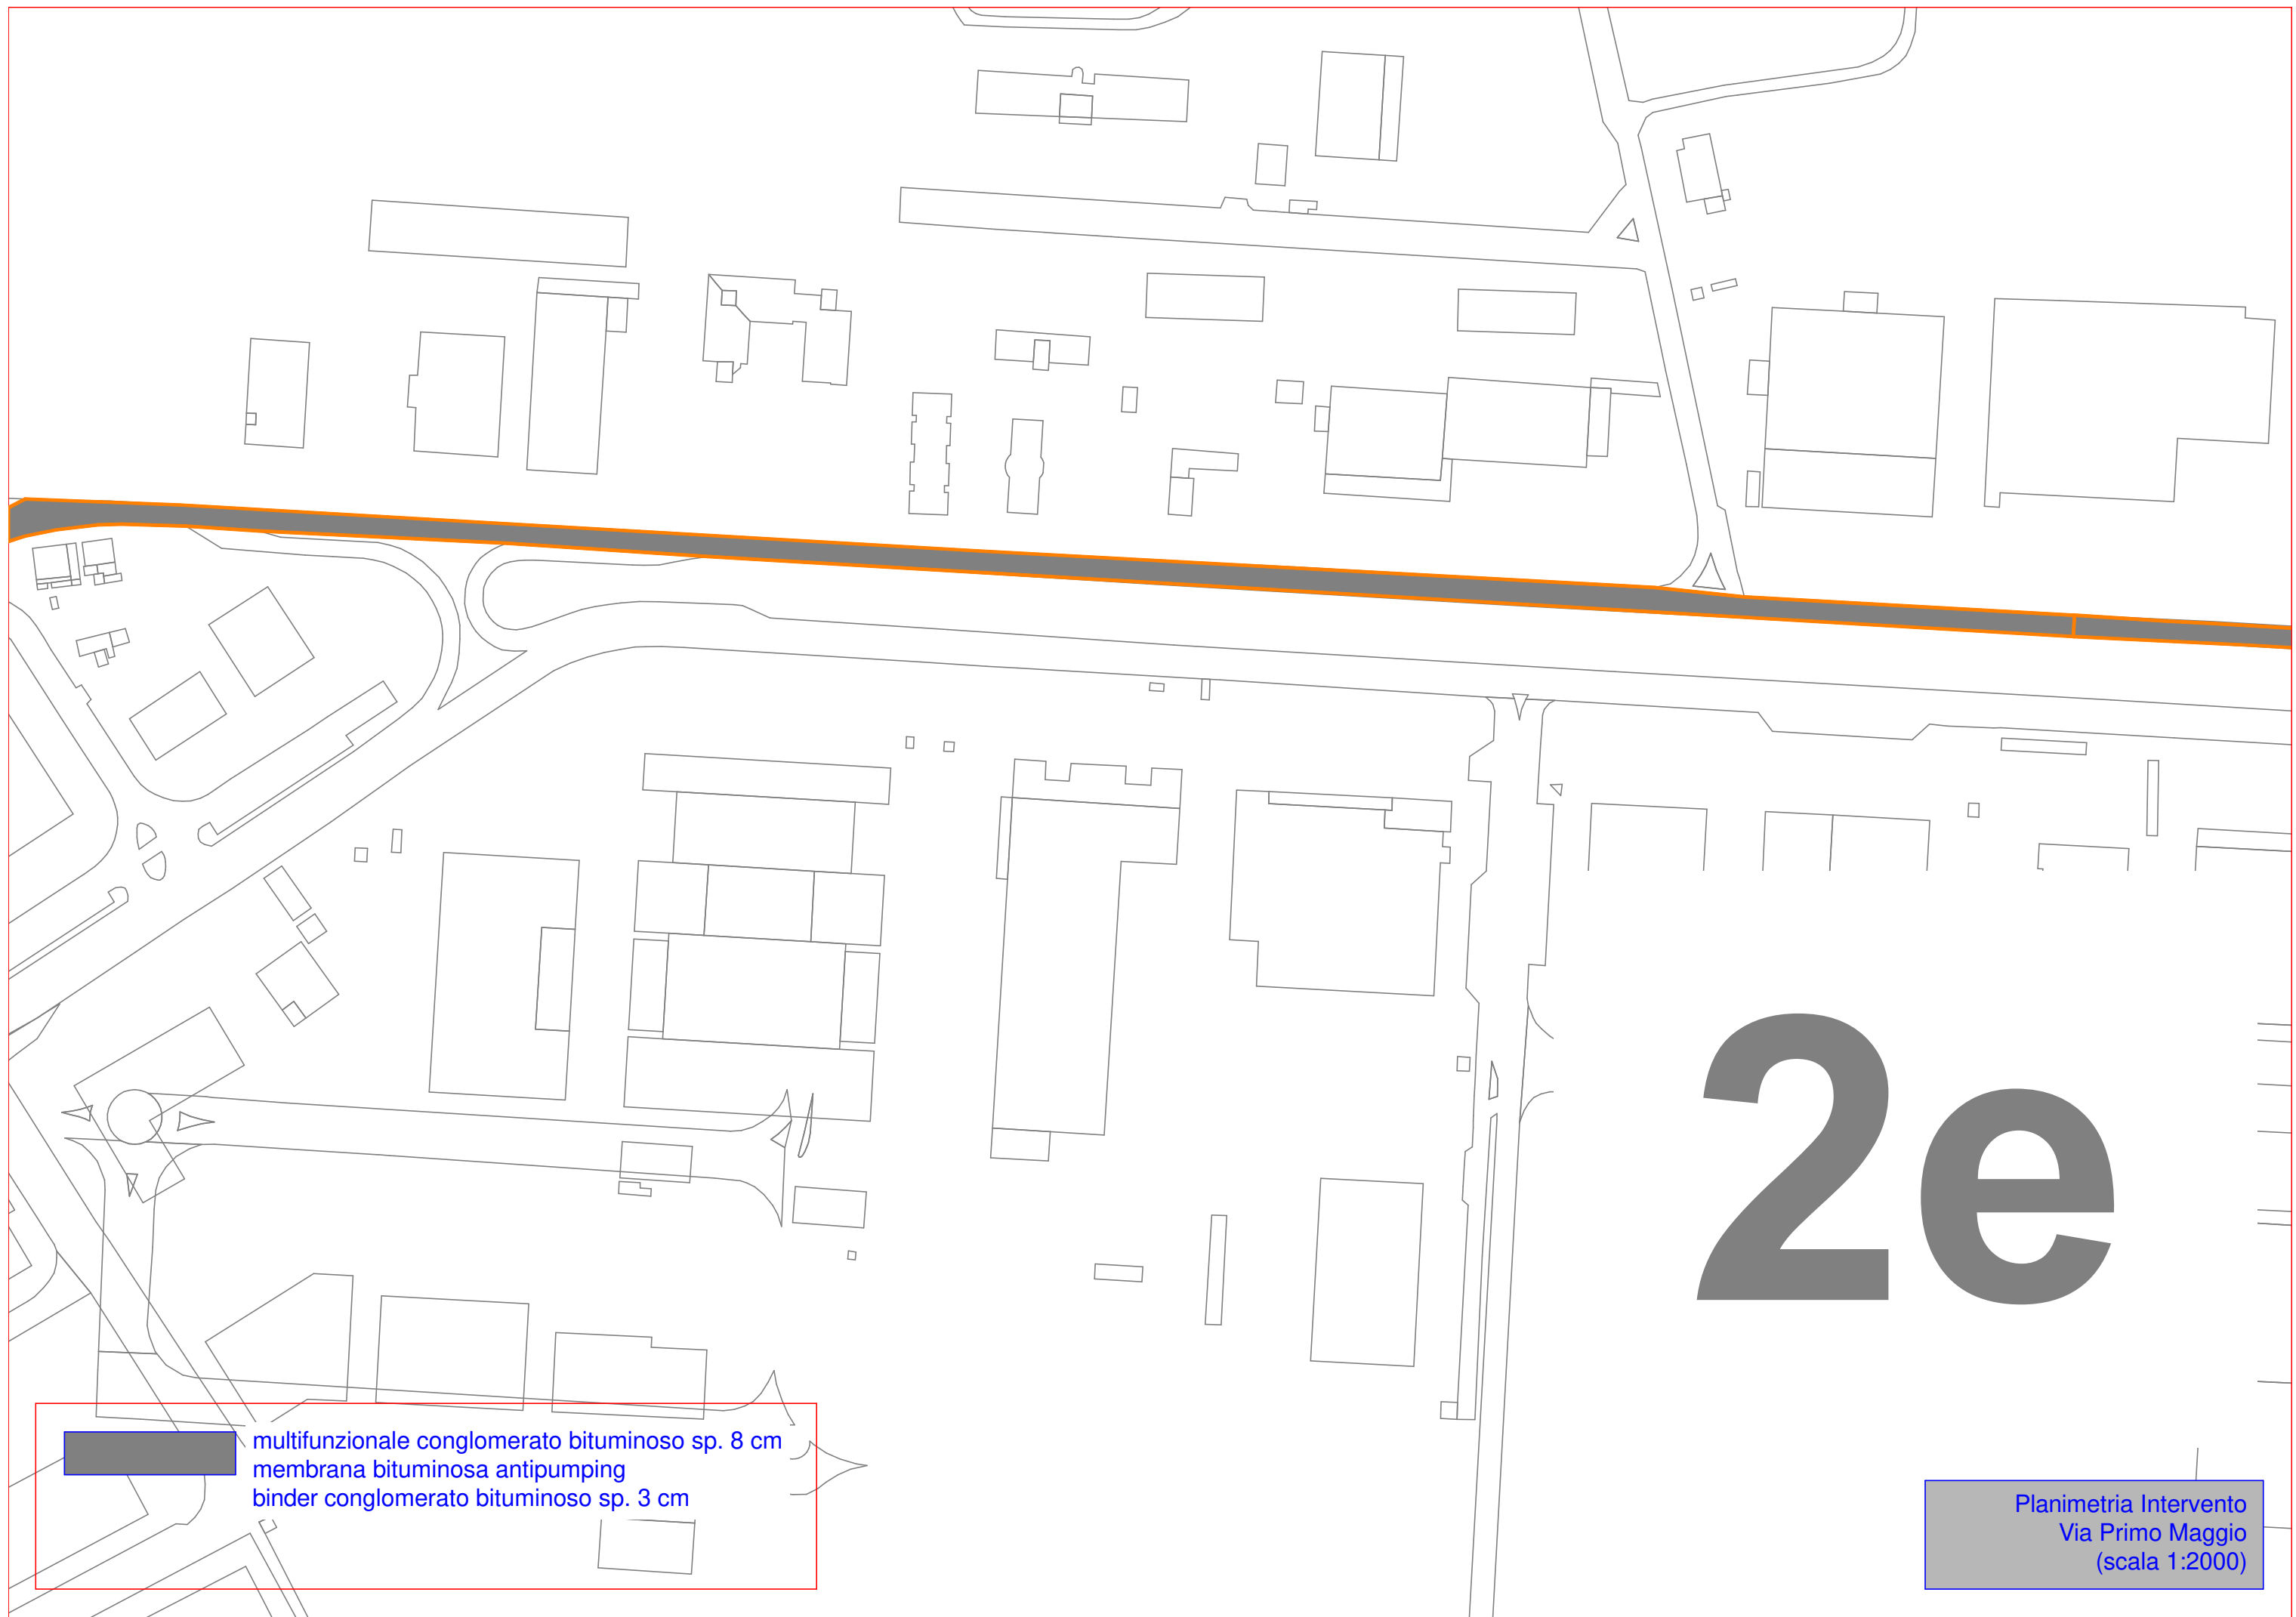 2e
multifunzionale conglomerato bituminoso sp. 8 cm
membrana bituminosa antipumping
binder conglomerato bituminoso sp. 3 cm
Planimetria Intervento
Via Primo Maggio
(scala 1:2000)